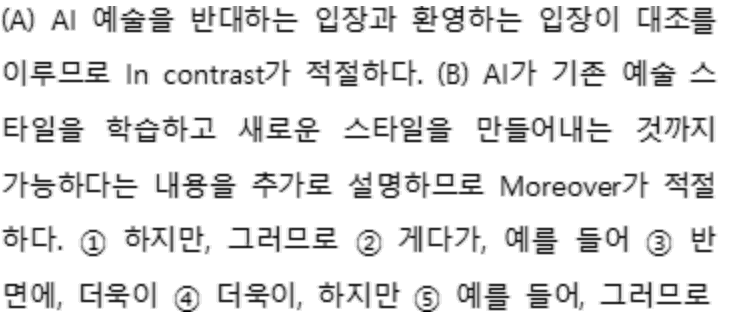 (A) AI 예술을 반대하는 입장과 환영하는 입장이 대조를
이루므로 In contrast가 적절하다. (B) AI가 기존 예술 스
타일을 학습하고 새로운 스타일을 만들어내는 것까지
가능하다는 내용을 추가로 설명하므로 Moreover가 적절
하다. ① 하지만, 그러므로 ② 게다가, 예를 들어 ③ 반
면에, 더욱이 ④ 더욱이, 하지만 ⑤ 예를 들어, 그러므로